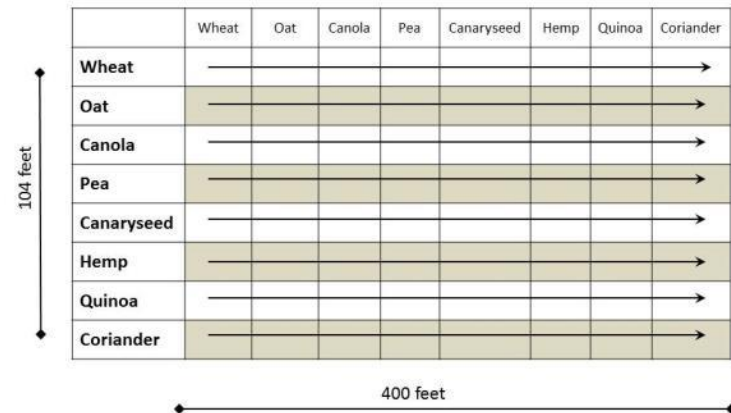 Wheat Oat Canola Pea Canaryseed Hemp Quinoa Coriander
Wheat
Oat
Canola
Pea
Canaryseed
Hemp
Quinoa
Coriander
104 feet
400 feet